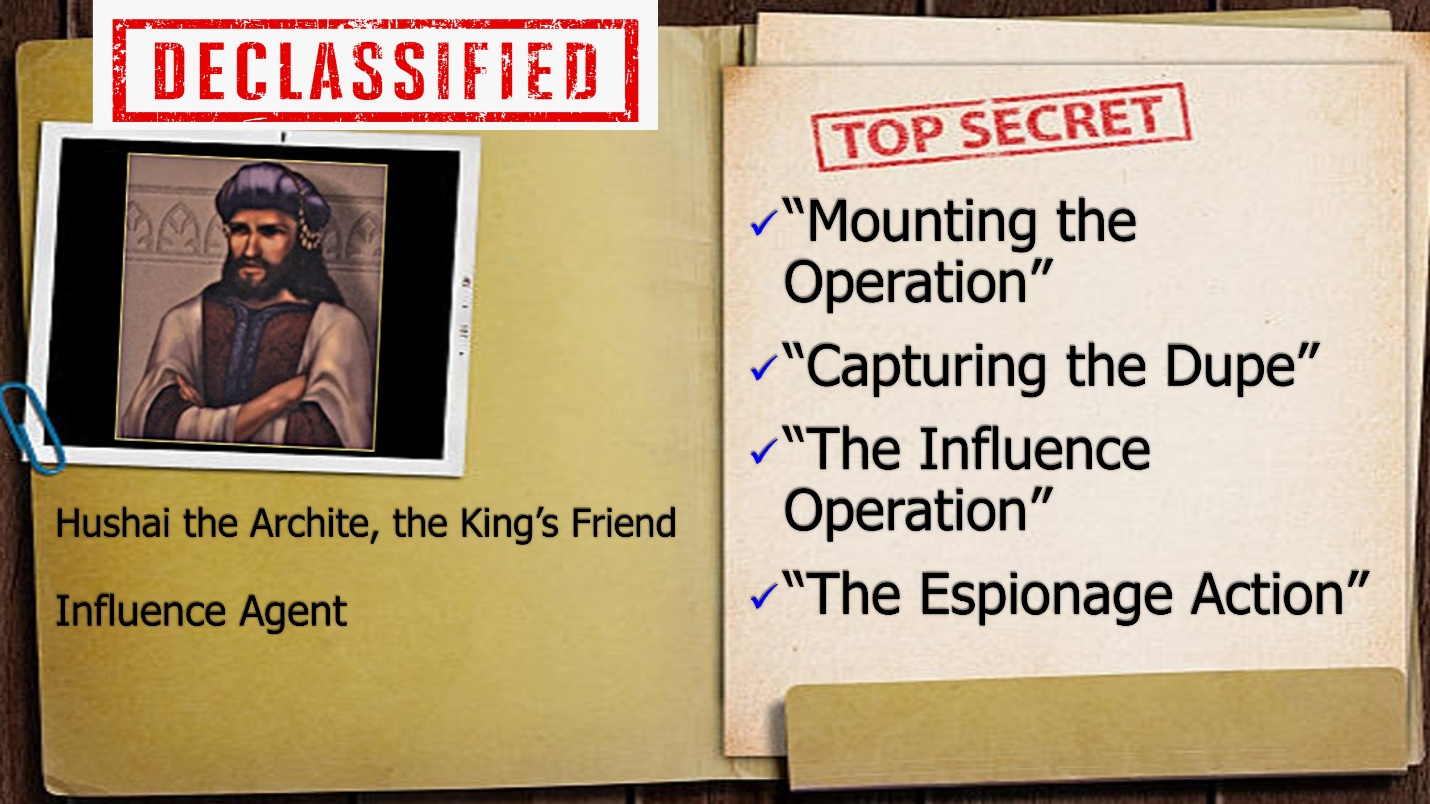 DECLASSIFIED
Hushai the Archite, the King’s Friend
Influence Agent
TOP SECRET
✓“Mounting the
Operation”
✓“Capturing the Dupe”
✓“The Influence
Operation”
✓“The Espionage Action”